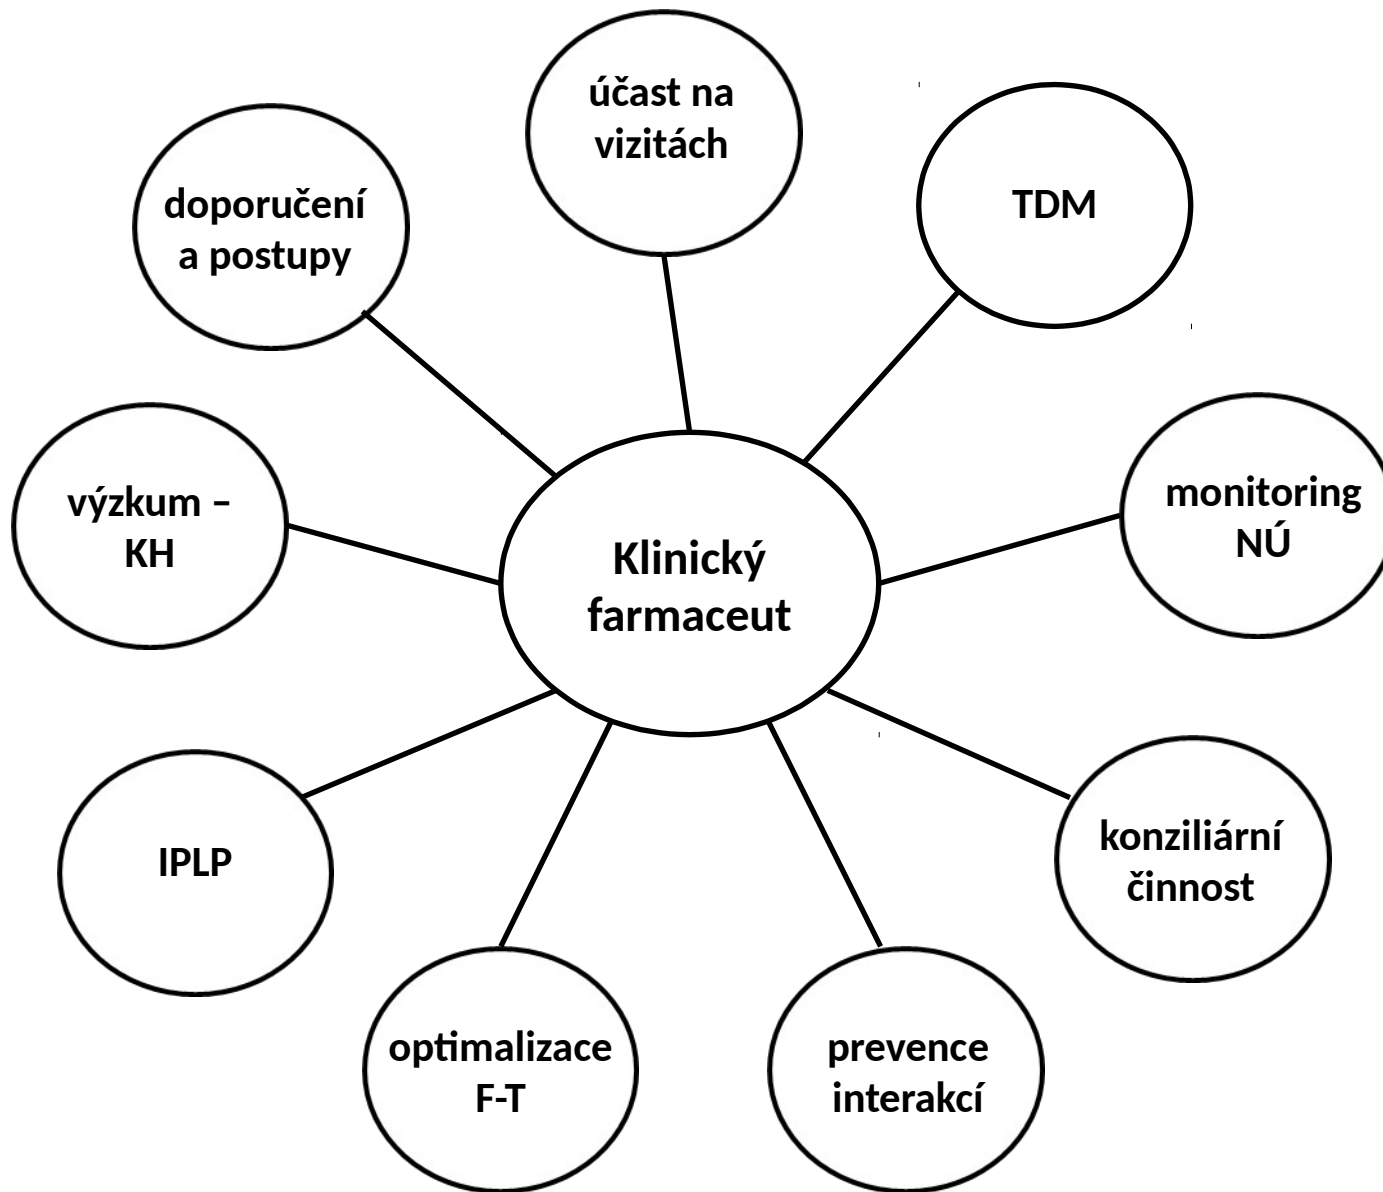 účast na
vizitách
doporučení
a postupy
TDM
výzkum –
KH
monitoring
NÚ
Klinický
farmaceut
IPLP
konziliární
činnost
optimalizace
F-T
prevence
interakcí